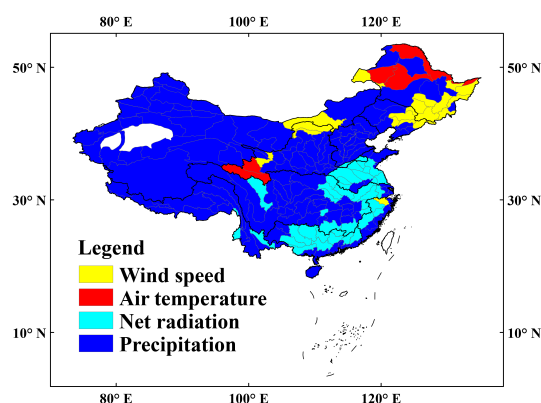 80° E 100° E 120° E
50° N 50° N
30° N 30° N
10° N 10° N
Legend
Wind speed
Air temperature
Net radiation
Precipitation
80° E 100° E 120° E